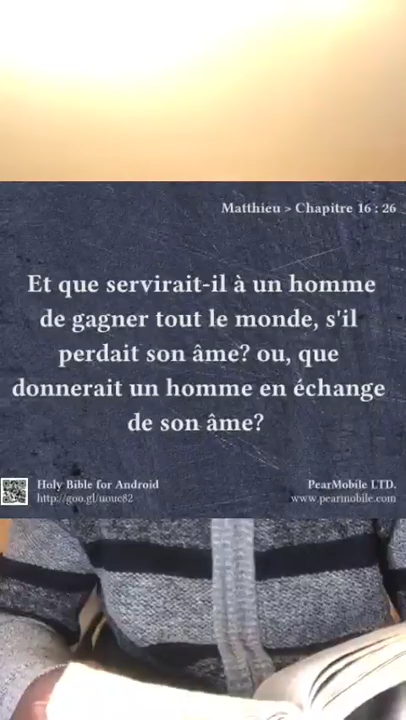 Matthieu > Chapitre 16 : 26
Et que servirait-il à un homme
de gagner tout le monde, s'il
perdait son âme? ou, que
donnerait un homme en échange
de son âme?
Holy Bible for Android
http://goo.gl/uouc82
PearMobile LTD.
www.pearmobile.com